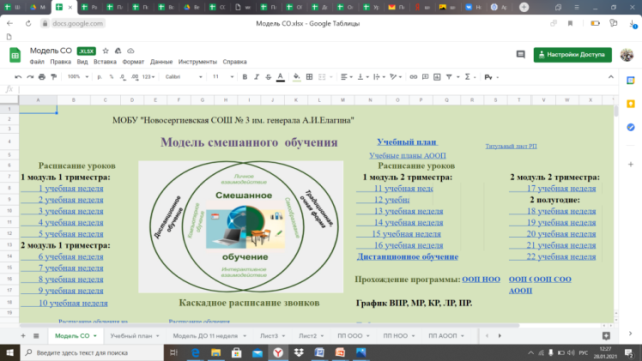 Модель СО.xlsx - Google Таблицы
docs.google.com
Модель СО .XLSX
Файл Правка Вид Вставка Формат Данные Инструменты Справка
Настройки Доступа
100% 123 Calibri 11
A B C D E F G H I J K L M N O P Q R S T V W X
МОБУ "Новосергиевская СОШ № 3 им. генерала А.И.Елагина"
Модель смешанного обучения
Учебный план
Титульный лист РП
Учебные планы АООП
Расписание уроков
1 модуль 1 триместра:
1 учебная неделя
2 учебная неделя
3 учебная неделя
4 учебная неделя
5 учебная неделя
2 модуль 1 триместра:
6 учебная неделя
7 учебная неделя
8 учебная неделя
9 учебная неделя
10 учебная неделя
Личное взаимодействие
Смешанное
Дистанционное обучение
Традиционная очная форма
обучение
Интерактивное взаимодействие
Каскадное расписание звонков
Расписание уроков
1 модуль 2 триместра:
11 учебная нед
12 учебн
13 учебная неделя
14 учебная неделя
15 учебная неделя
16 учебная неделя
Дистанционное обучение
2 модуль 2 триместра:
17 учебная неделя
2 полугодие:
18 учебная неделя
19 учебная неделя
20 учебная неделя
21 учебная неделя
22 учебная неделя
Прохождение программы: ООП НОО ООП ООП СОО
АООП
График ВПР, МР, КР, ЛР, ПР.
Модель СО Учебный план Модель ДО 11 неделя Лист3 Лист2 ПП ООО ПП НОО ПП АООП
Введите здесь текст для поиска
РУС
12:27
28.01.2021